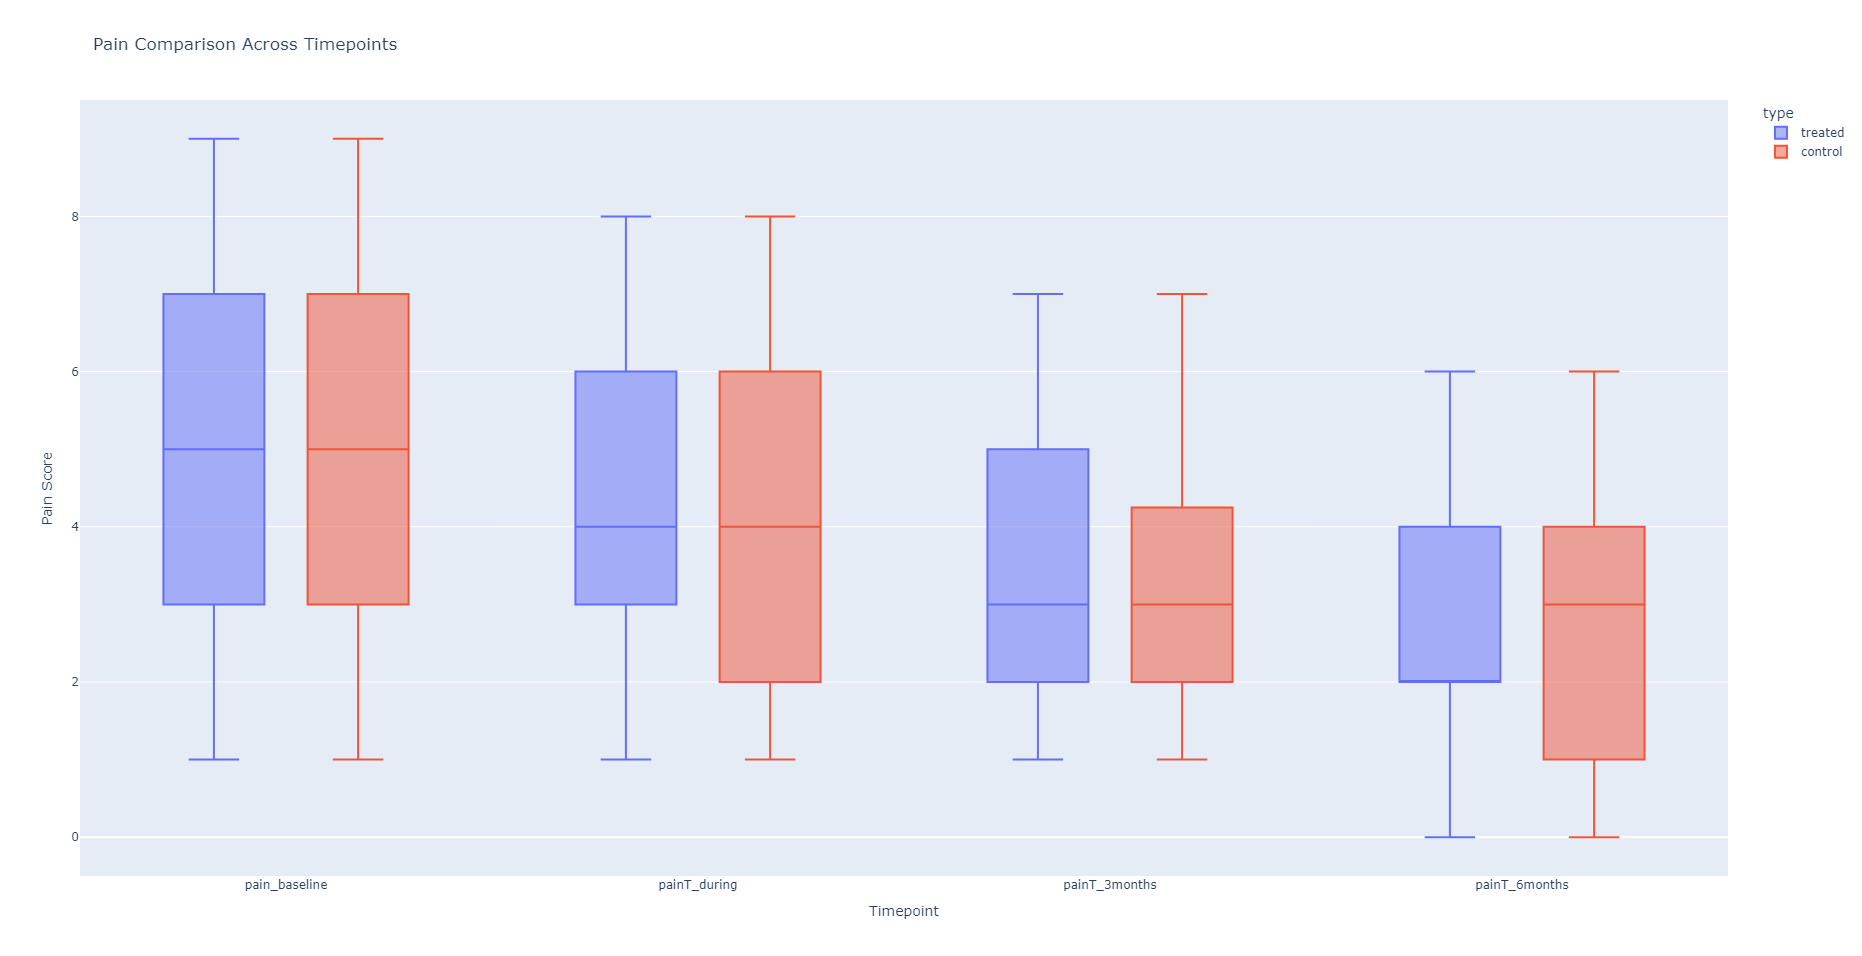 Pain Comparison Across Timepoints
type
treated
control
8
6
4
2
0
Pain Score
pain_baseline
painT_during
painT_3months
painT_6months
Timepoint